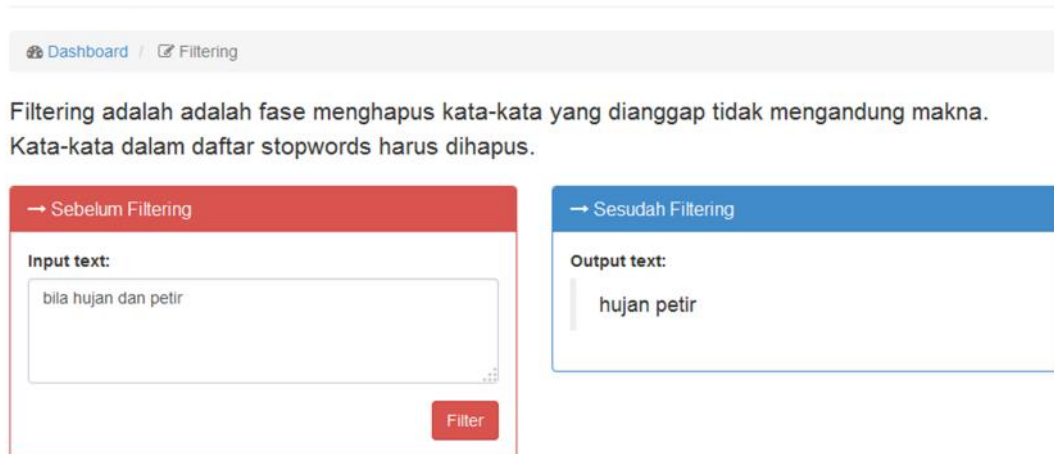 Dashboard / Filtering
Filtering adalah adalah fase menghapus kata-kata yang dianggap tidak mengandung makna.
Kata-kata dalam daftar stopwords harus dihapus.
→ Sebelum Filtering
Input text:
bila hujan dan petir
Filter
→ Sesudah Filtering
Output text:
hujan petir